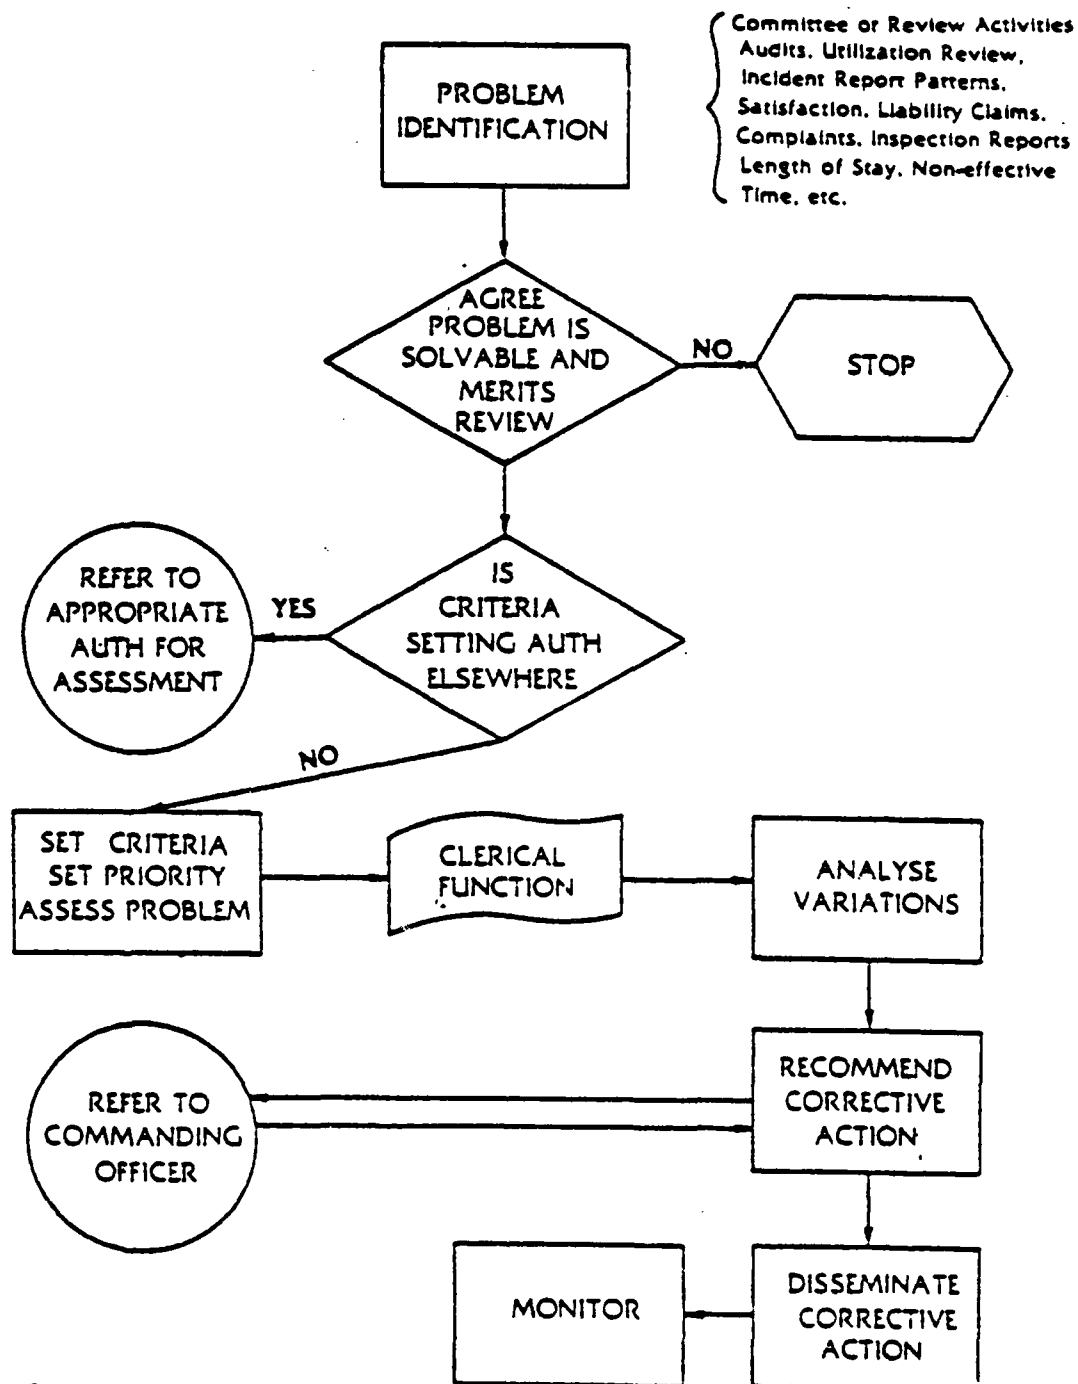 Committee or Review Activities
Audits, Utilization Review,
Incident Report Patterns,
Satisfaction, Liability Claims,
Complaints, Inspection Reports
Length of Stay, Non-effective
Time, etc.
PROBLEM
IDENTIFICATION
AGREE
PROBLEM IS
SOLVABLE AND
MERITS
REVIEW
NO
STOP
IS
CRITERIA
SETTING AUTH
ELSEWHERE
YES
REFER TO
APPROPRIATE
AUTH FOR
ASSESSMENT
NO
SET CRITERIA
SET PRIORITY
ASSESS PROBLEM
CLERICAL
FUNCTION
ANALYSE
VARIATIONS
RECOMMEND
CORRECTIVE
ACTION
REFER TO
COMMANDING
OFFICER
DISSEMINATE
CORRECTIVE
ACTION
MONITOR